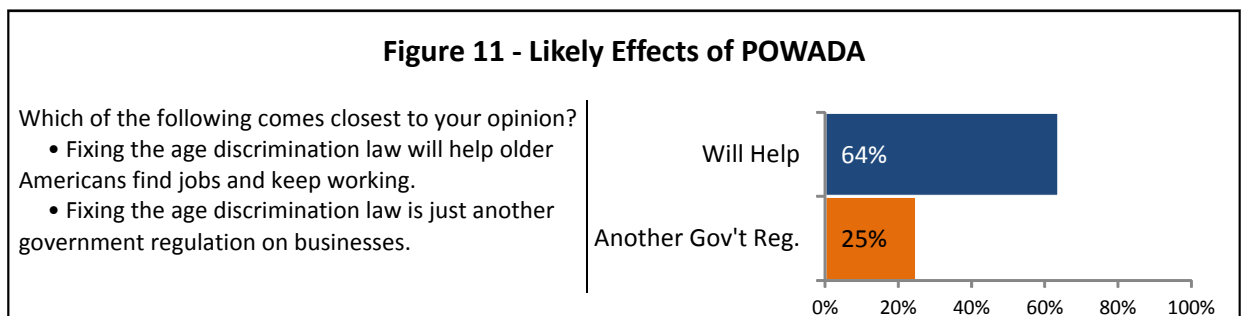 Figure 11 - Likely Effects of POWADA
Which of the following comes closest to your opinion?
• Fixing the age discrimination law will help older
Americans find jobs and keep working.
• Fixing the age discrimination law is just another
government regulation on businesses.
Will Help
64%
Another Gov't Reg.
25%
0%
20%
40%
60%
80%
100%